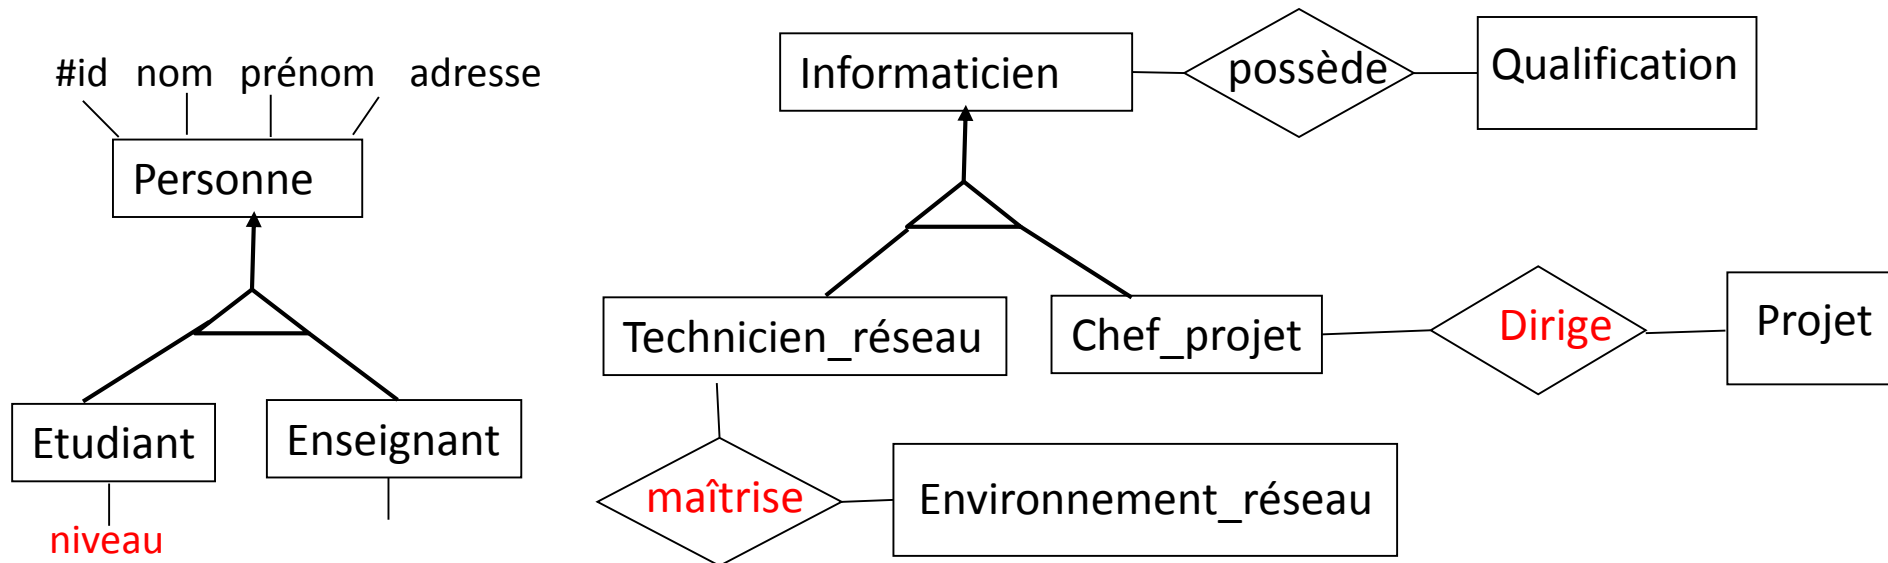 #id nom prénom adresse
Personne
Etudiant
Enseignant
niveau
Informaticien
possède
Qualification
Technicien_réseau
Chef_projet
Dirige
Projet
maîtrise
Environnement_réseau